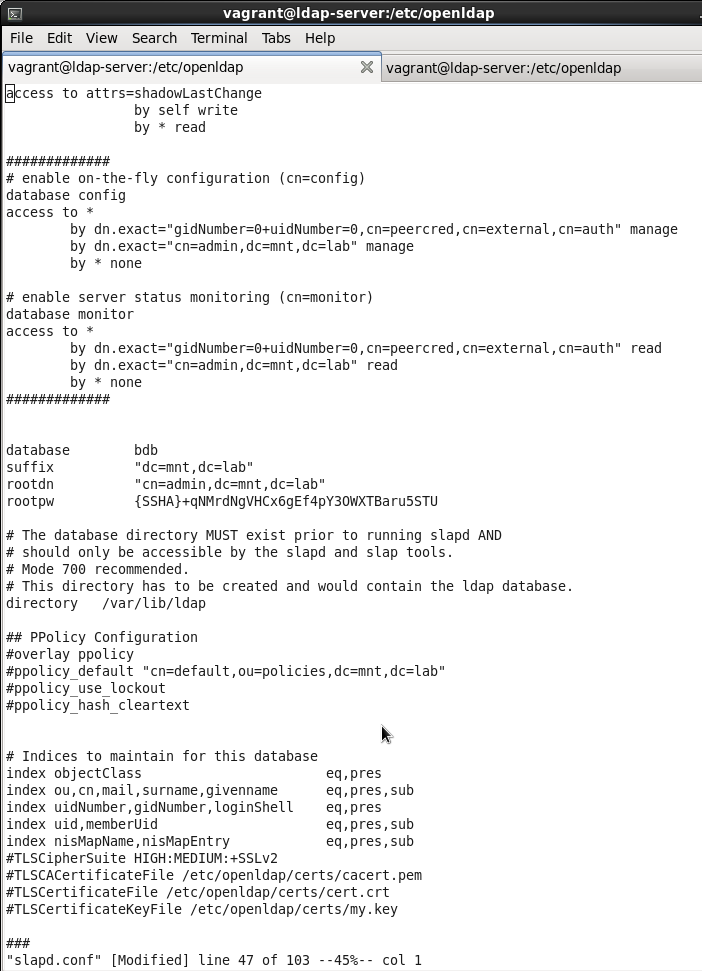 vagrant@ldap-server:/etc/openldap
File Edit View Search Terminal Tabs Help
vagrant@ldap-server:/etc/openldap vagrant@ldap-server:/etc/openldap
access to attrs=shadowLastChange
                by self write
                by * read

#############
# enable on-the-fly configuration (cn=config)
database config
access to *
        by dn.exact="gidNumber=0+uidNumber=0,cn=peercred,cn=external,cn=auth" manage
        by dn.exact="cn=admin,dc=mnt,dc=lab" manage
        by * none

# enable server status monitoring (cn=monitor)
database monitor
access to *
        by dn.exact="gidNumber=0+uidNumber=0,cn=peercred,cn=external,cn=auth" read
        by dn.exact="cn=admin,dc=mnt,dc=lab" read
        by * none
#############


database        bdb
suffix          "dc=mnt,dc=lab"
rootdn          "cn=admin,dc=mnt,dc=lab"
rootpw          {SSHA}+qNMrdNgVHCx6gEf4pY3OWXTBaru5STU

# The database directory MUST exist prior to running slapd AND
# should only be accessible by the slapd and slap tools.
# Mode 700 recommended.
# This directory has to be created and would contain the ldap database.
directory   /var/lib/ldap

## PPolicy Configuration
#overlay ppolicy
#ppolicy_default "cn=default,ou=policies,dc=mnt,dc=lab"
#ppolicy_use_lockout
#ppolicy_hash_cleartext


# Indices to maintain for this database
index objectClass                       eq,pres
index ou,cn,mail,surname,givenname      eq,pres,sub
index uidNumber,gidNumber,loginShell    eq,pres
index uid,memberUid                     eq,pres,sub
index nisMapName,nisMapEntry            eq,pres,sub
#TLSCipherSuite HIGH:MEDIUM:+SSLv2
#TLSCACertificateFile /etc/openldap/certs/cacert.pem
#TLSCertificateFile /etc/openldap/certs/cert.crt
#TLSCertificateKeyFile /etc/openldap/certs/my.key

###
"slapd.conf" [Modified] line 47 of 103 --45%-- col 1